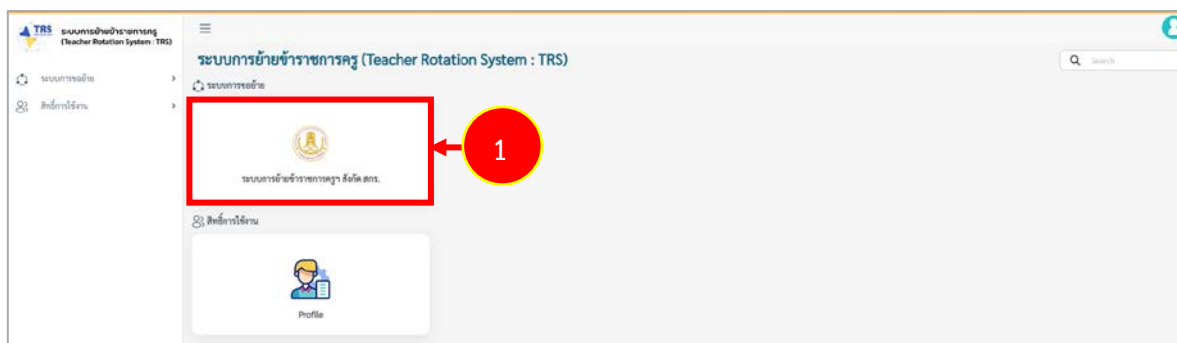 TRS ระบบการย้ายข้าราชการครู
(Teacher Rotation System : TRS)
ระบบการขอย้าย
สิทธิ์การใช้งาน
ระบบการย้ายข้าราชการครู (Teacher Rotation System : TRS)
Search
ระบบการขอย้าย
ระบบการย้ายข้าราชการครูฯ สังกัด สกร.
1
สิทธิ์การใช้งาน
Profile